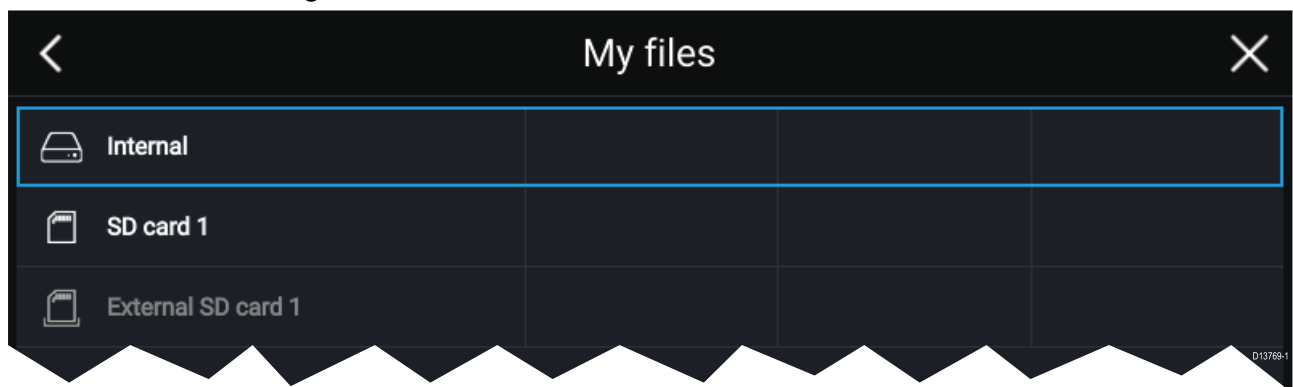 My files
Internal
SD card 1
External SD card 1
D13769-1